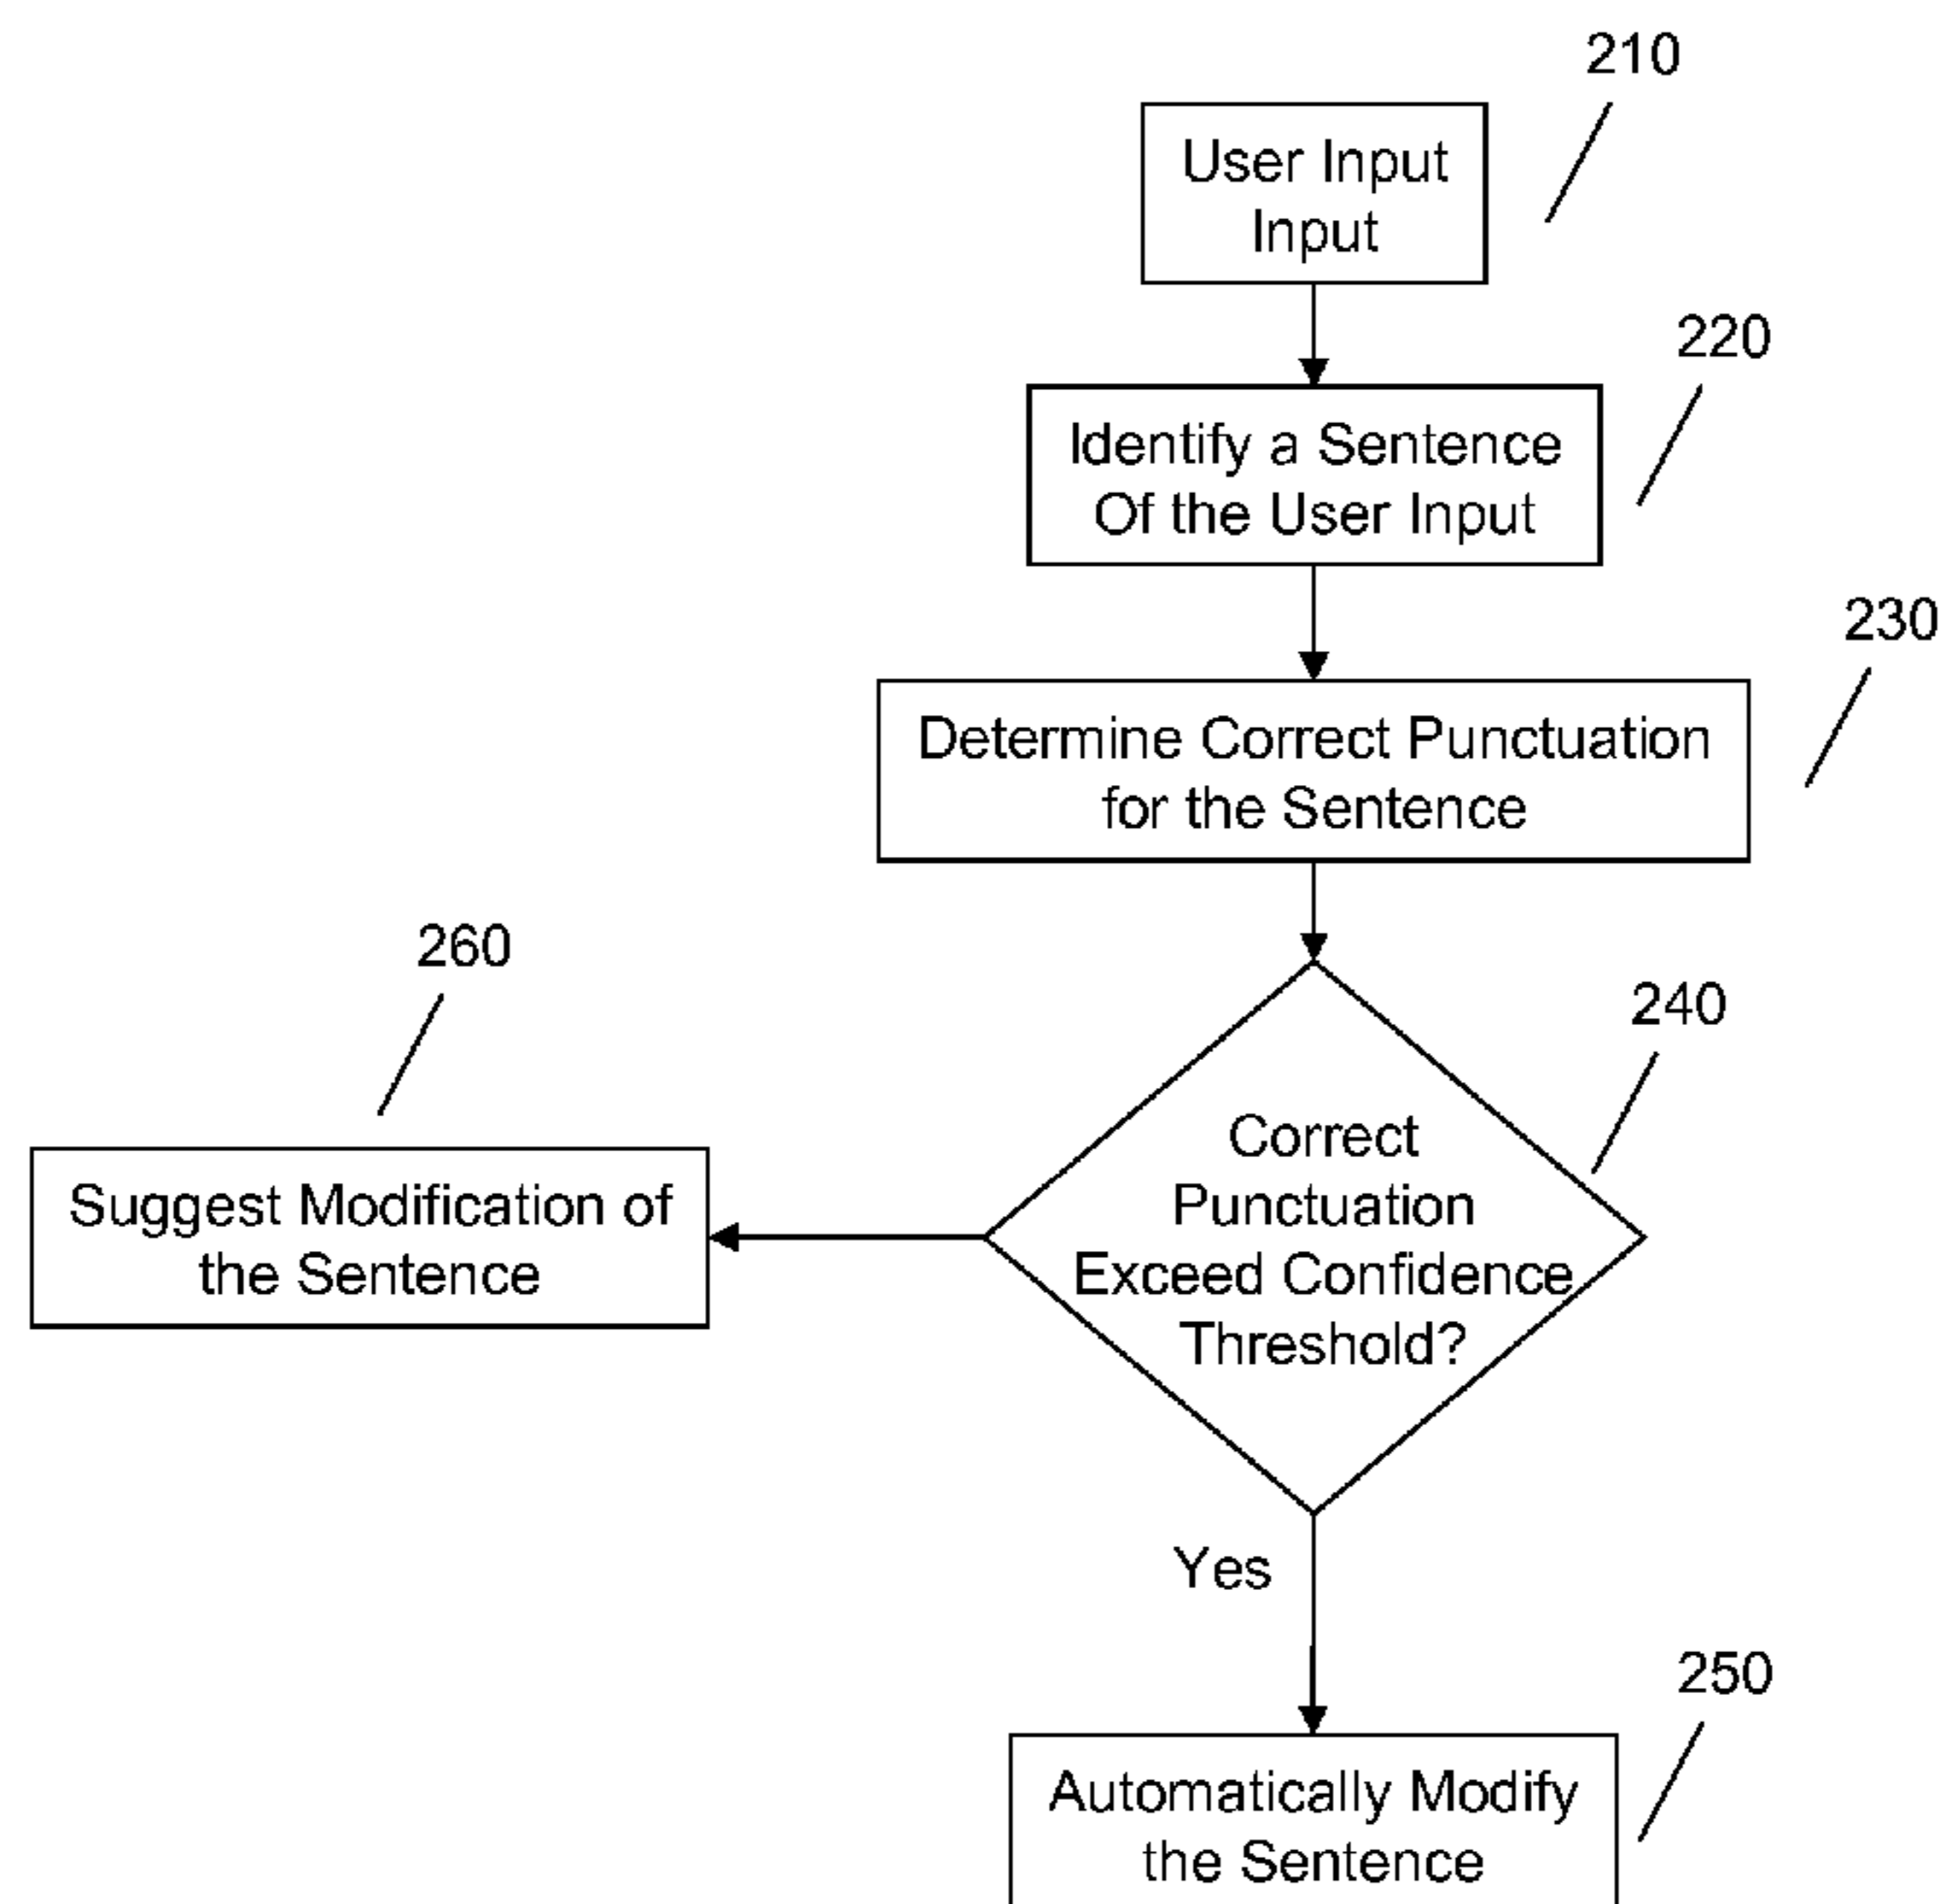 210
User Input
Input
220
Identify a Sentence
Of the User Input
230
Determine Correct Punctuation
for the Sentence
260
240
Correct
Punctuation
Exceed Confidence
Threshold?
Suggest Modification of
the Sentence
Yes
250
Automatically Modify
the Sentence